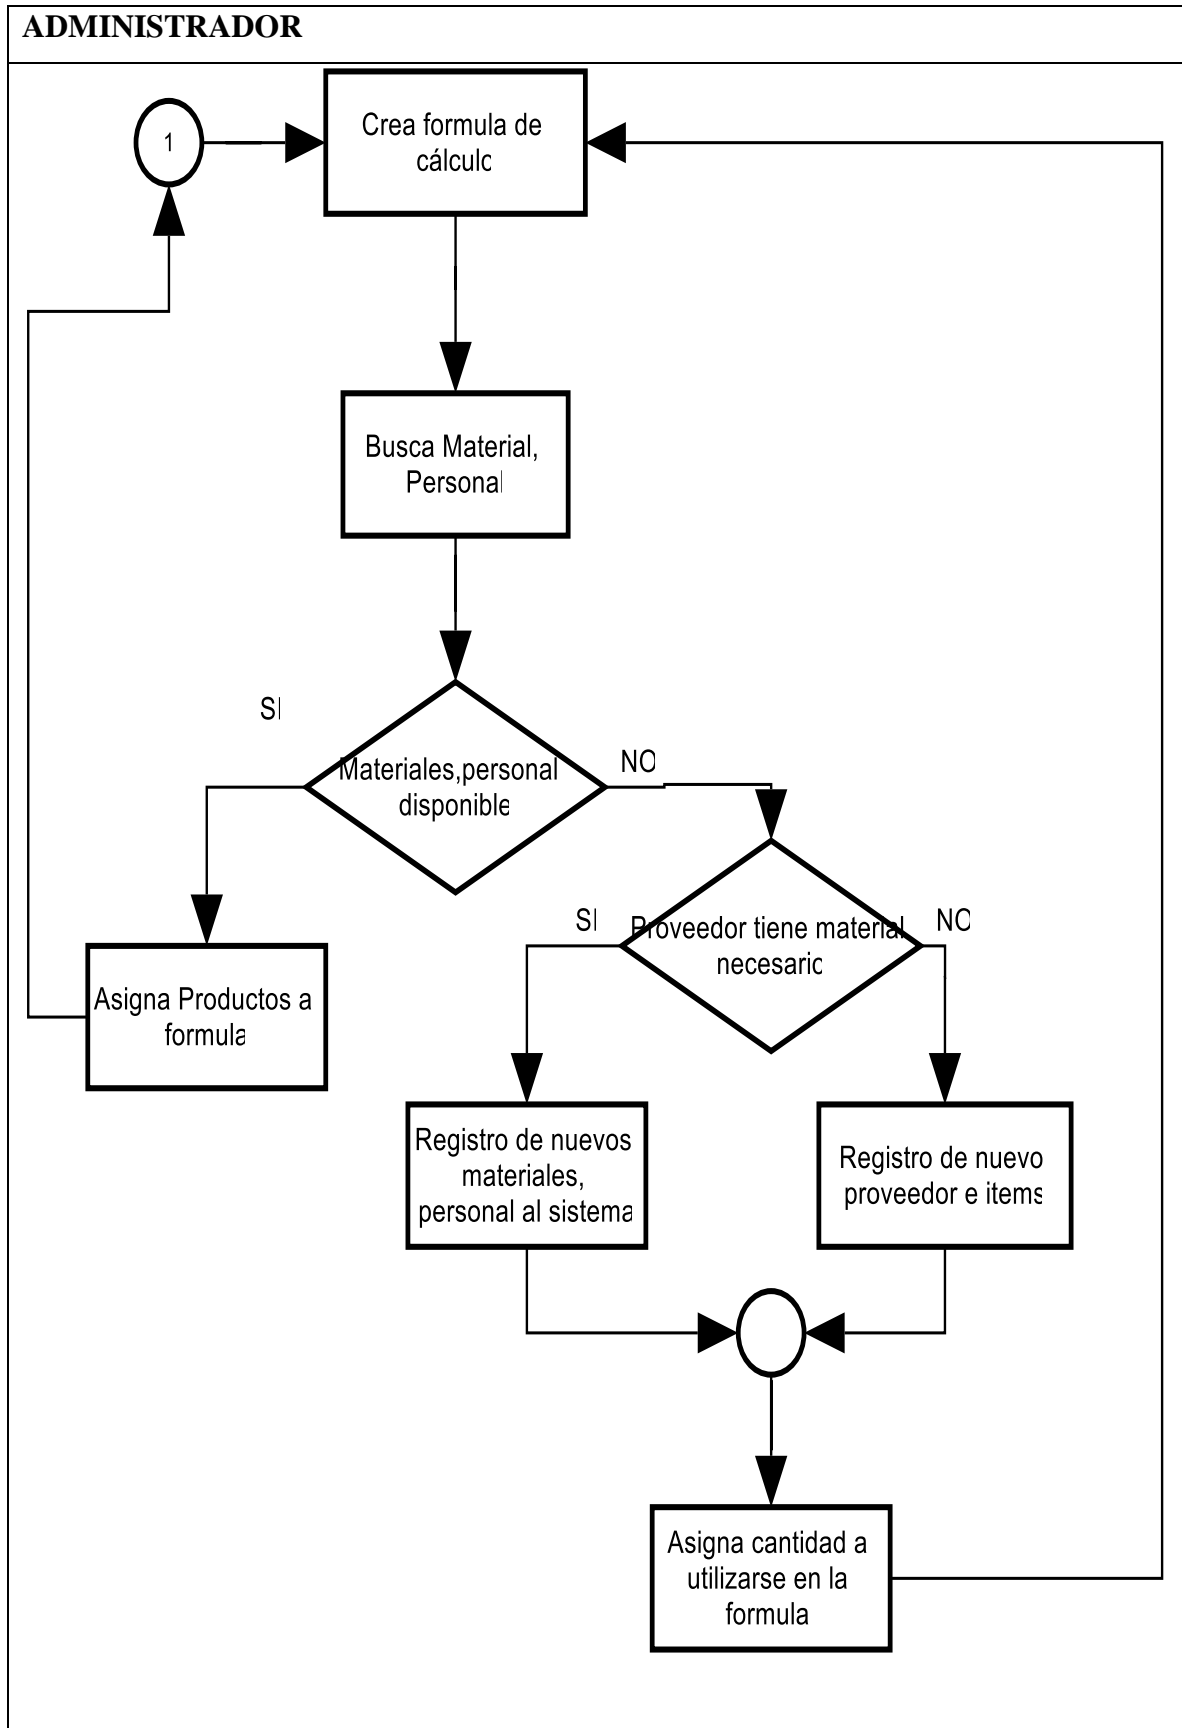 ADMINISTRADOR
1
Crea formula de
cálculo
Busca Material,
Personal
SI
Materiales,personal
disponible
NO
SI
Proveedor tiene material
necesario
NO
Asigna Productos a
formula
Registro de nuevos
materiales,
personal al sistema
Registro de nuevo
proveedor e items
Asigna cantidad a
utilizarse en la
formula